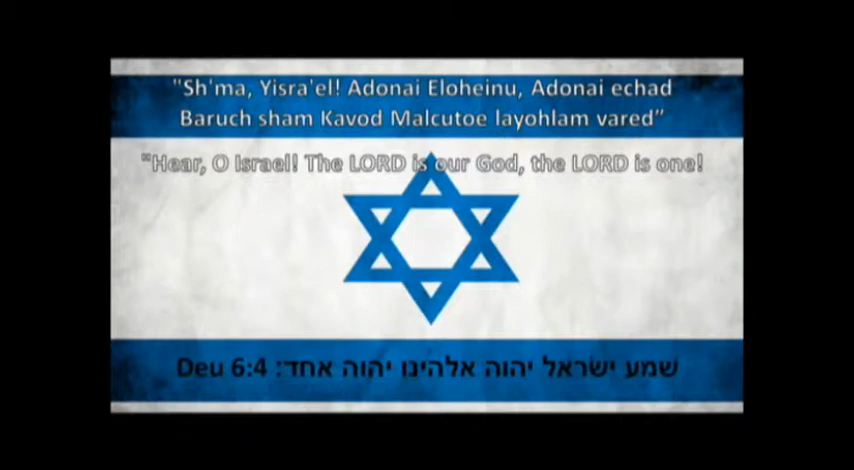 "Sh'ma, Yisra'el! Adonai Eloheinu, Adonai echad
Baruch sham Kavod Malcutoe layohlam vared”
"Hear, O Israel! The LORD is our God, the LORD is one!
שמע ישראל יהוה אלהינו יהוה אחד: Deu 6:4